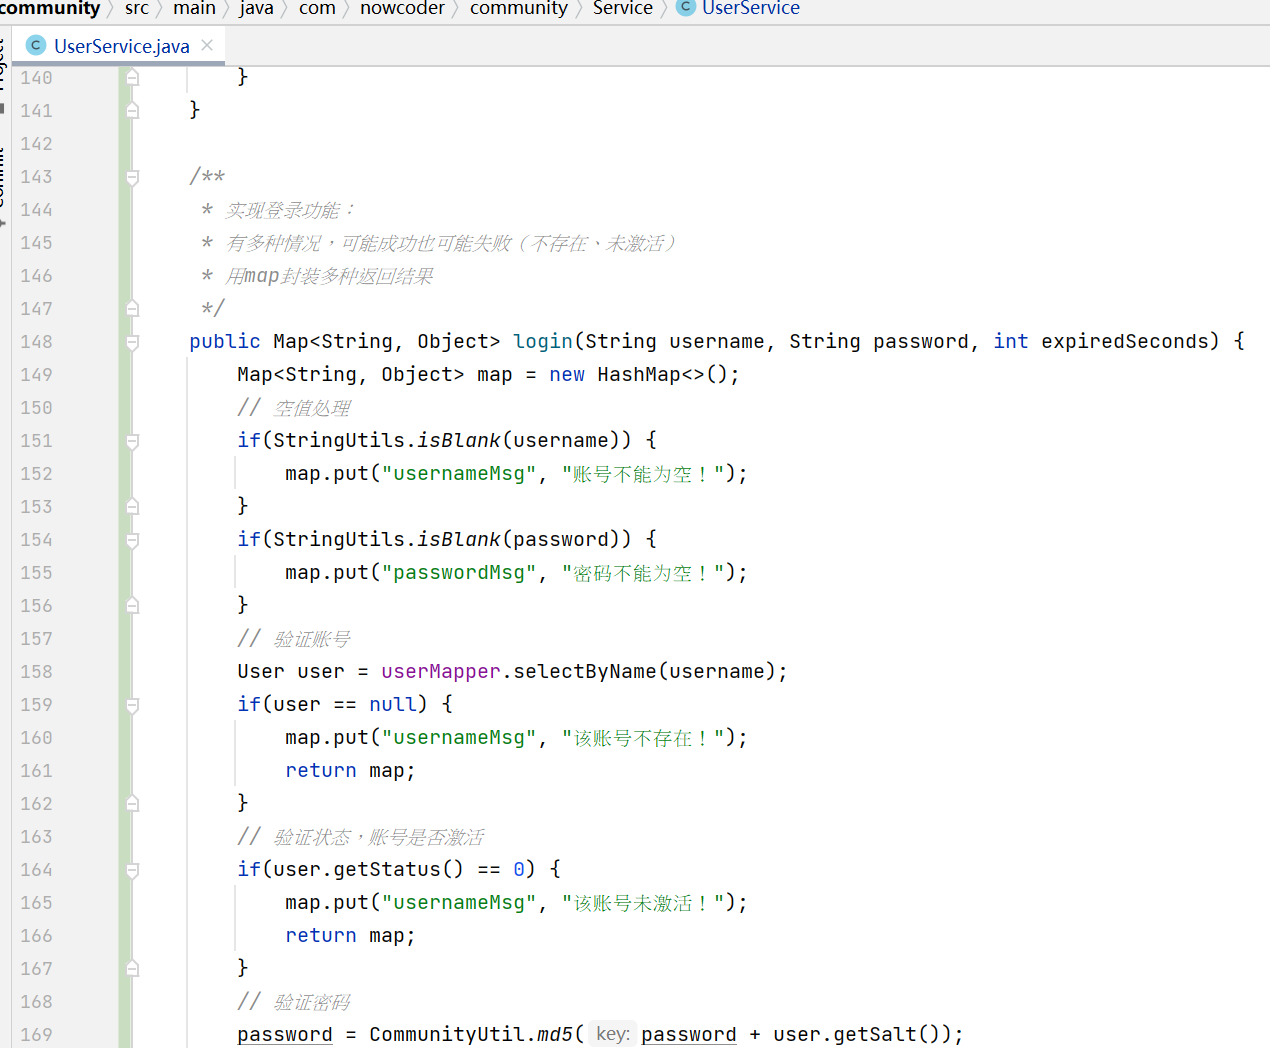 community 〉 src 〉 main 〉 java 〉 com 〉 nowcoder 〉 community 〉 Service 〉 C UserService
C UserService.java ×
140 }
141 }
142
143 /**
144 * 实现登录功能：
145 * 有多种情况，可能成功也可能失败（不存在、未激活）
146 * 用map封装多种返回结果
147 */
148 public Map<String, Object> login(String username, String password, int expiredSeconds) {
149 Map<String, Object> map = new HashMap<>();
150 // 空值处理
151 if(StringUtils.isBlank(username)) {
152 map.put("usernameMsg", "账号不能为空！");
153 }
154 if(StringUtils.isBlank(password)) {
155 map.put("passwordMsg", "密码不能为空！");
156 }
157 // 验证账号
158 User user = userMapper.selectByName(username);
159 if(user == null) {
160 map.put("usernameMsg", "该账号不存在！");
161 return map;
162 }
163 // 验证状态，账号是否激活
164 if(user.getStatus() == 0) {
165 map.put("usernameMsg", "该账号未激活！");
166 return map;
167 }
168 // 验证密码
169 password = CommunityUtil.md5( key: password + user.getSalt());